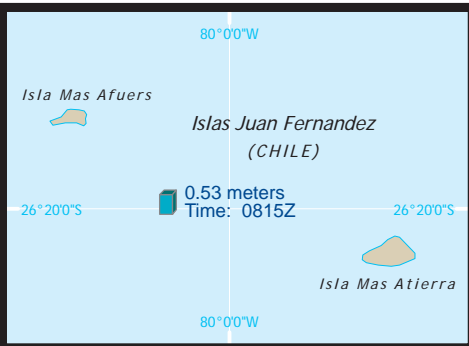 80°0'0"W
Isla Mas Afuers
Islas Juan Fernandez
(CHILE)
0.53 meters
26°20'0"S Time: 0815Z 26°20'0"S
Isla Mas Atierra
80°0'0"W